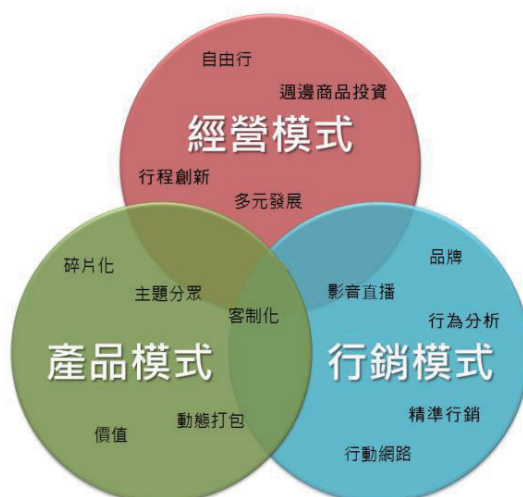 自由行
週邊商品投資
經營模式
行程創新
多元發展
碎片化
主題分眾
客制化
產品模式
價值
動態打包
品牌
影音直播
行為分析
行銷模式
精準行銷
行動網路